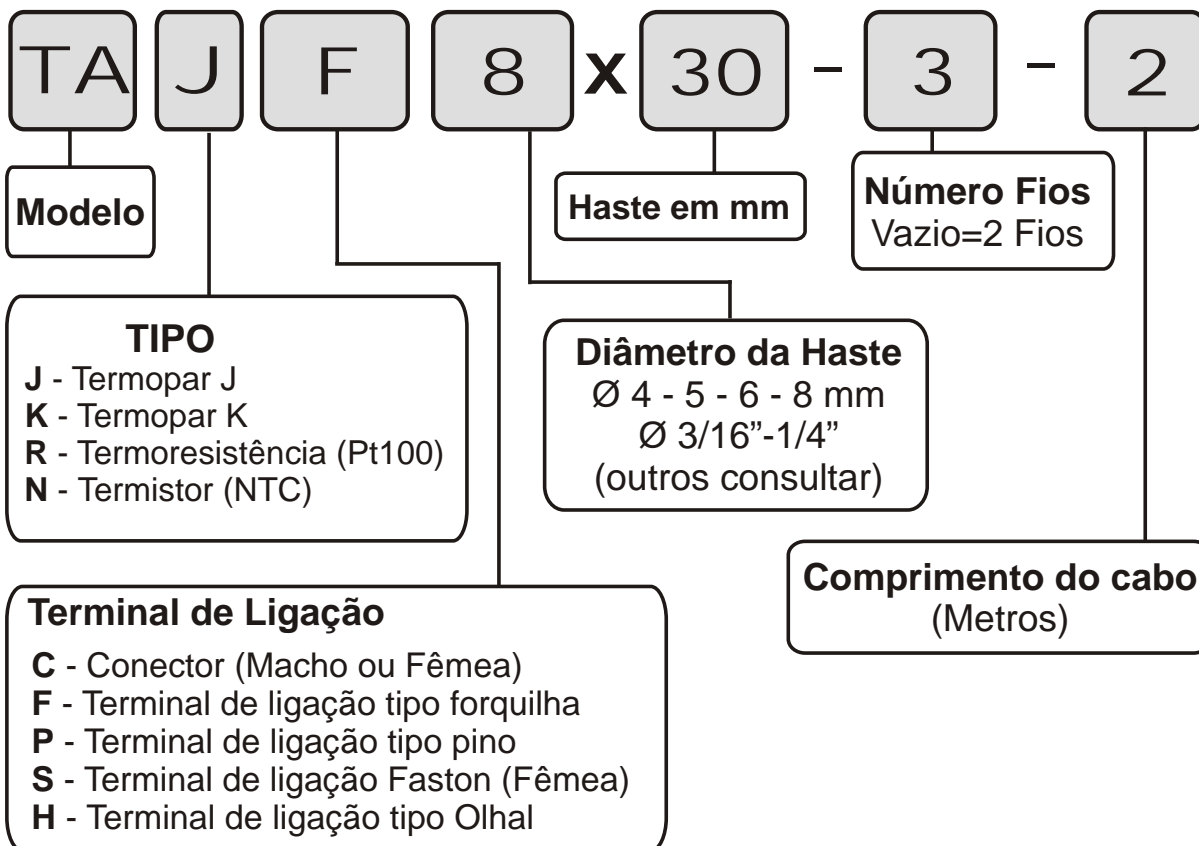 TA J F 8 x 30 - 3 - 2
Modelo
Haste em mm
Número Fios
Vazio=2 Fios
TIPO
J - Termopar J
K - Termopar K
R - Termoresistência (Pt100)
N - Termistor (NTC)
Diâmetro da Haste
Ø 4 - 5 - 6 - 8 mm
Ø 3/16”-1/4”
(outros consultar)
Comprimento do cabo
(Metros)
Terminal de Ligação
C - Conector (Macho ou Fêmea)
F - Terminal de ligação tipo forquilha
P - Terminal de ligação tipo pino
S - Terminal de ligação Faston (Fêmea)
H - Terminal de ligação tipo Olhal